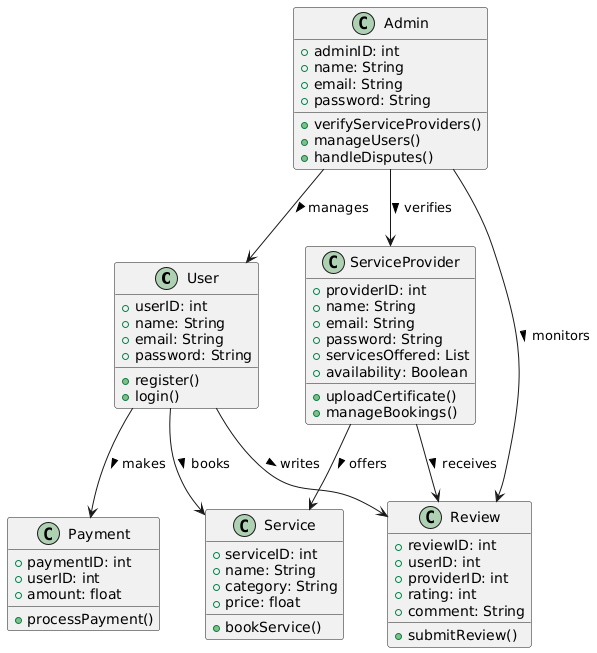 C Admin
+ adminID: int
+ name: String
+ email: String
+ password: String
+ verifyServiceProviders()
+ manageUsers()
+ handleDisputes()
manages
verifies
monitors
C User
+ userID: int
+ name: String
+ email: String
+ password: String
+ register()
+ login()
C ServiceProvider
+ providerID: int
+ name: String
+ email: String
+ password: String
+ servicesOffered: List
+ availability: Boolean
+ uploadCertificate()
+ manageBookings()
makes
books
writes
offers
receives
C Payment
+ paymentID: int
+ userID: int
+ amount: float
+ processPayment()
C Service
+ serviceID: int
+ name: String
+ category: String
+ price: float
+ bookService()
C Review
+ reviewID: int
+ userID: int
+ providerID: int
+ rating: int
+ comment: String
+ submitReview()